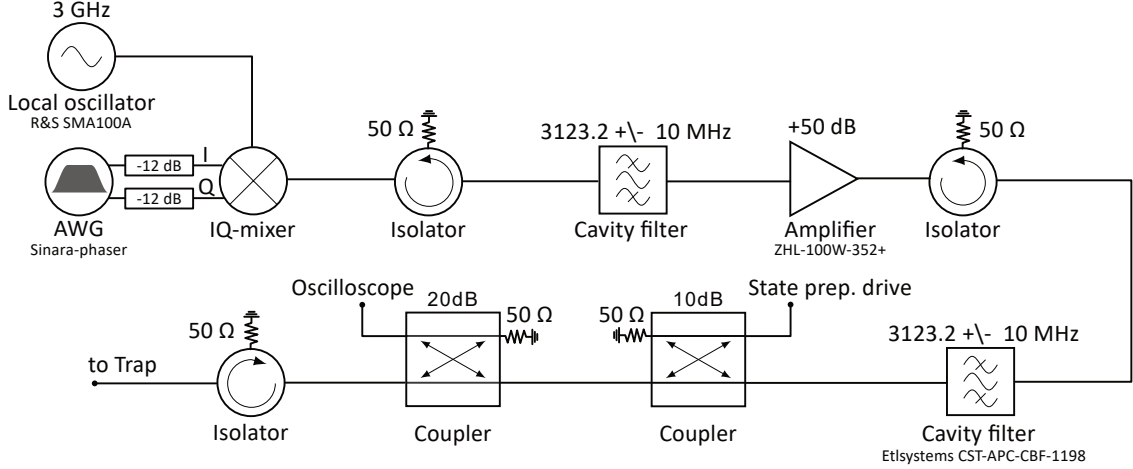 3 GHz
Local oscillator
R&S SMA100A
-12 dB
I
-12 dB
Q
AWG
Sinara-phaser
IQ-mixer
50 Ω
Isolator
3123.2 +\- 10 MHz
Cavity filter
+50 dB
Amplifier
ZHL-100W-352+
50 Ω
Isolator
Oscilloscope
20dB
50 Ω
50 Ω
10dB
State prep. drive
50 Ω
3123.2 +\- 10 MHz
to Trap
Isolator
Coupler
Coupler
Cavity filter
Etlsystems CST-APC-CBF-1198